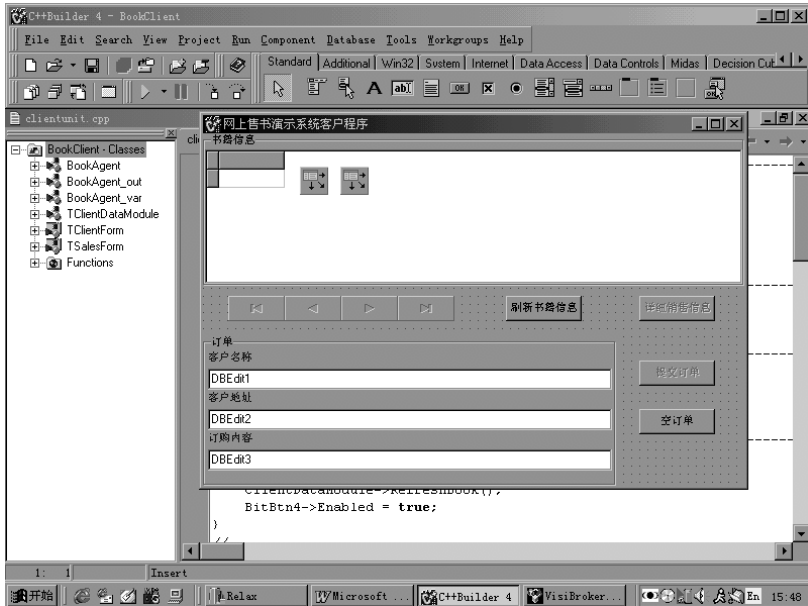 C++Builder 4 - BookClient
File Edit Search View Project Run Component Database Tools Workgroups Help
Standard Additional Win32 System Internet Data Access Data Controls Midas Decision Cub
clientunit.cpp
网上售书演示系统客户程序
书籍信息
BookClient - Classes
BookAgent
BookAgent_out
BookAgent_var
TClientDataModule
TClientForm
TSalesForm
Functions
刷新书籍信息
详细销售信息
订单
客户名称
DBEdit1
提交订单
客户地址
DBEdit2
空订单
订购内容
DBEdit3
ClientDataModule->RefreshBook();
BitBtn4->Enabled = true;
}
//
1: 1 Insert
开始 Relax Microsoft ... C++Builder 4 VisiBroker... En 15:48